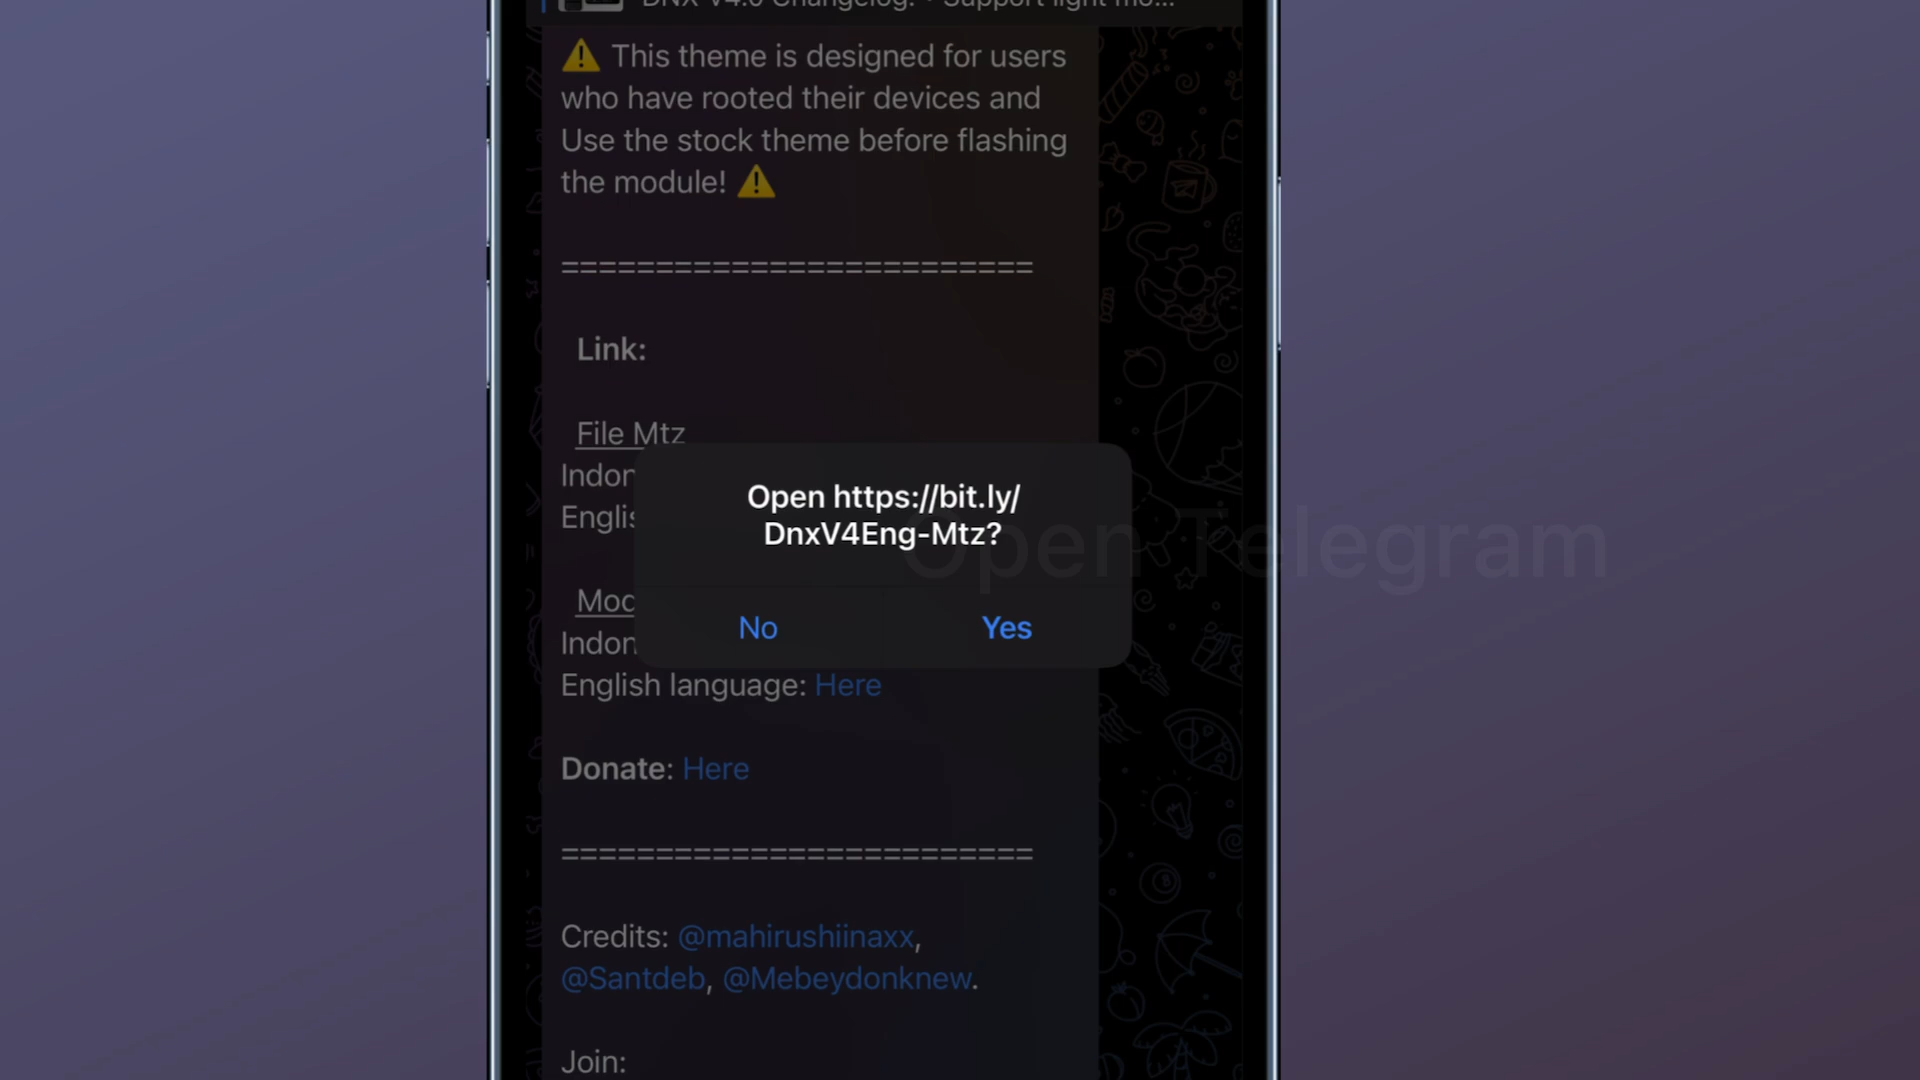 DNX V4.0 Changelog: • Support light mo...
⚠️ This theme is designed for users
who have rooted their devices and
Use the stock theme before flashing
the module! ⚠️
=========================
Link:
File Mtz
Indon
Englis
Open https://bit.ly/
DnxV4Eng-Mtz?
Open Telegram
No
Yes
Mod
Indon
English language: Here
Donate: Here
=========================
Credits: @mahirushiinaxx,
@Santdeb, @Mebeydonknew.
Join: